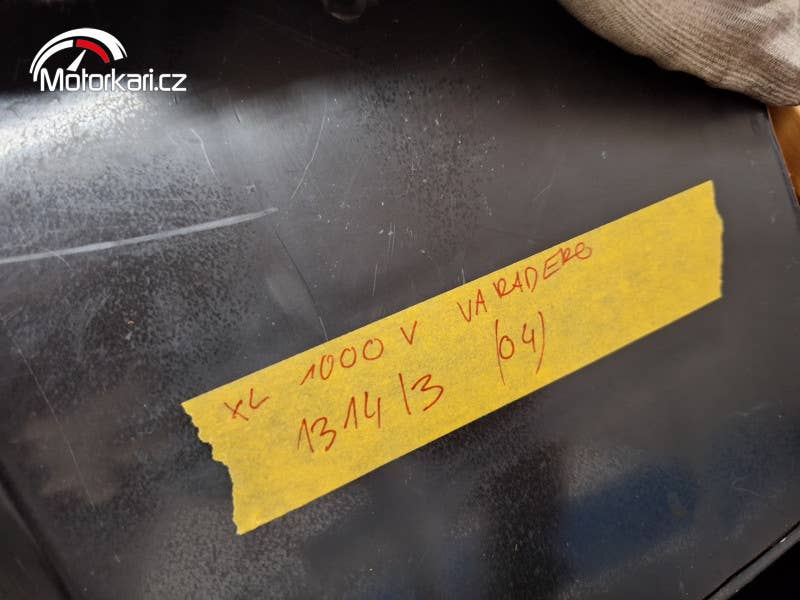 Motorkari.cz
XL 1000 V VARADERO
1314/3 (04)